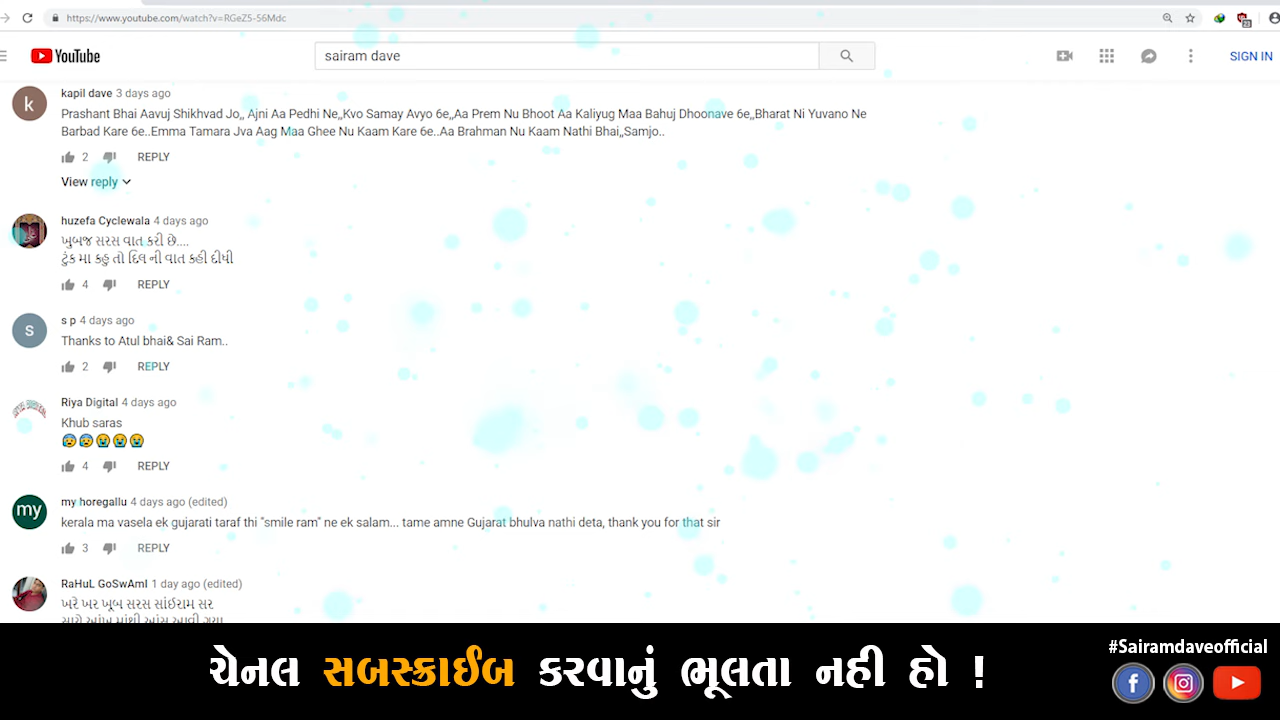 https://www.youtube.com/watch?v=RGeZ5-56Mdc
YouTube
sairam dave
SIGN IN
kapil dave 3 days ago
Prashant Bhai Aavuj Shikhvad Jo,, Ajni Aa Pedhi Ne,,Kvo Samay Avyo 6e,,Aa Prem Nu Bhoot Aa Kaliyug Maa Bahuj Dhoonave 6e,,Bharat Ni Yuvano Ne
Barbad Kare 6e..Emma Tamara Jva Aag Maa Ghee Nu Kaam Kare 6e..Aa Brahman Nu Kaam Nathi Bhai,,Samjo..
2 REPLY
View reply
huzefa Cyclewala 4 days ago
ખુબજ સરસ વાત કરી છે....
ટુંક મા કહુ તો દિલ ની વાત કહી દીધી
4 REPLY
s p 4 days ago
Thanks to Atul bhai& Sai Ram..
2 REPLY
Riya Digital 4 days ago
Khub saras
😰😰😭😭😭
4 REPLY
my horegallu 4 days ago (edited)
kerala ma vasela ek gujarati taraf thi "smile ram" ne ek salam... tame amne Gujarat bhulva nathi deta, thank you for that sir
3 REPLY
RaHuL GoSwAmI 1 day ago (edited)
ખરે ખર ખૂબ સરસ સાંઈરામ સર
ચેનલ સબસ્ક્રાઈબ કરવાનું ભૂલતા નહી હો !
#Sairamdaveofficial